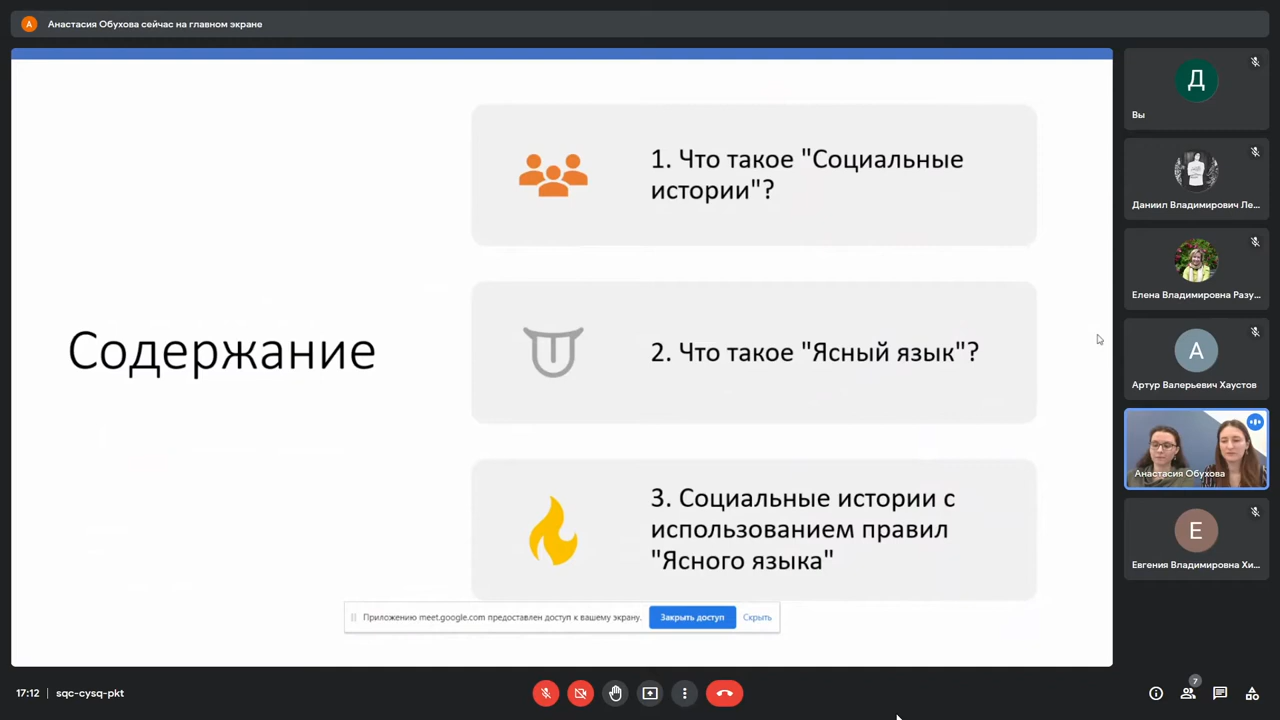 А
Анастасия Обухова сейчас на главном экране
Содержание
1. Что такое "Социальные
истории"?
2. Что такое "Ясный язык"?
3. Социальные истории с
использованием правил
"Ясного языка"
Приложению meet.google.com предоставлен доступ к вашему экрану.
Закрыть доступ
Скрыть
Д
Вы
Даниил Владимирович Ле...
Елена Владимировна Разу...
А
Артур Валерьевич Хаустов
Анастасия Обухова
Е
Евгения Владимировна Хи...
17:12
sqc-cysq-pkt
7